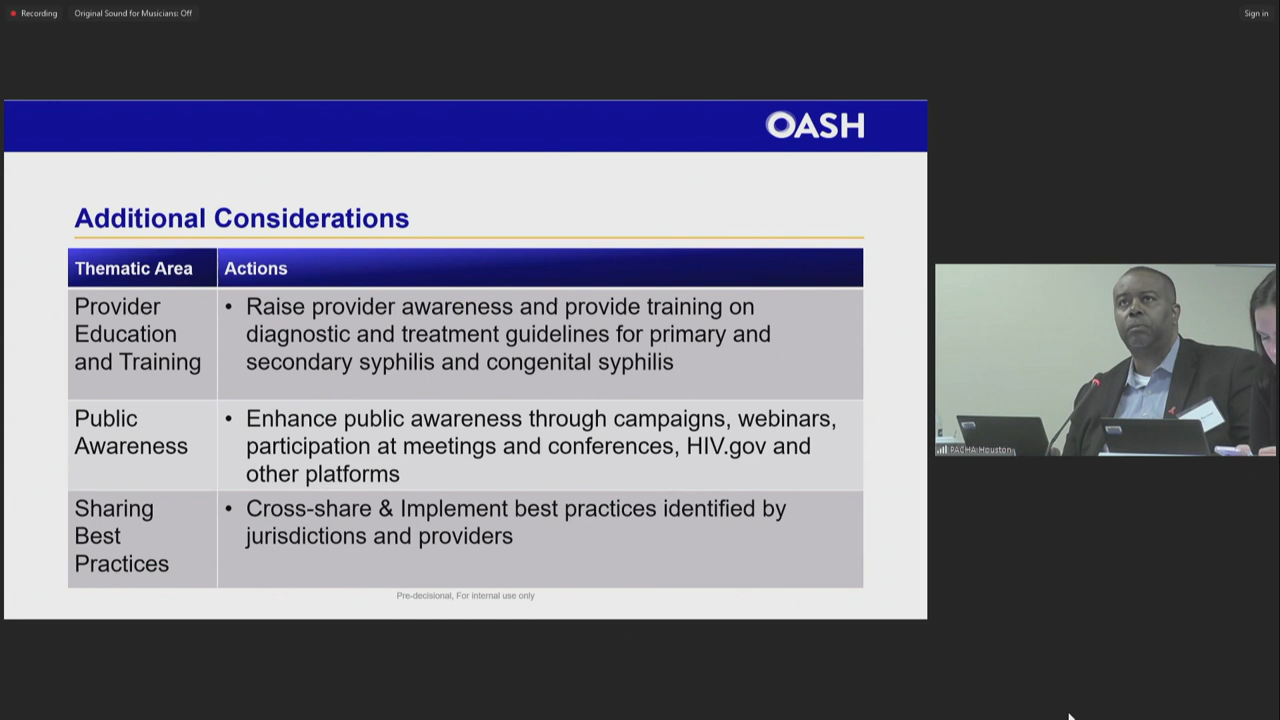 Recording
Original Sound for Musicians: Off
Sign in
OASH
Additional Considerations
Thematic Area
Actions
Provider
Education
and Training
• Raise provider awareness and provide training on
diagnostic and treatment guidelines for primary and
secondary syphilis and congenital syphilis
Public
Awareness
• Enhance public awareness through campaigns, webinars,
participation at meetings and conferences, HIV.gov and
other platforms
Sharing
Best
Practices
• Cross-share & Implement best practices identified by
jurisdictions and providers
Pre-decisional, For internal use only
PACHA Houston